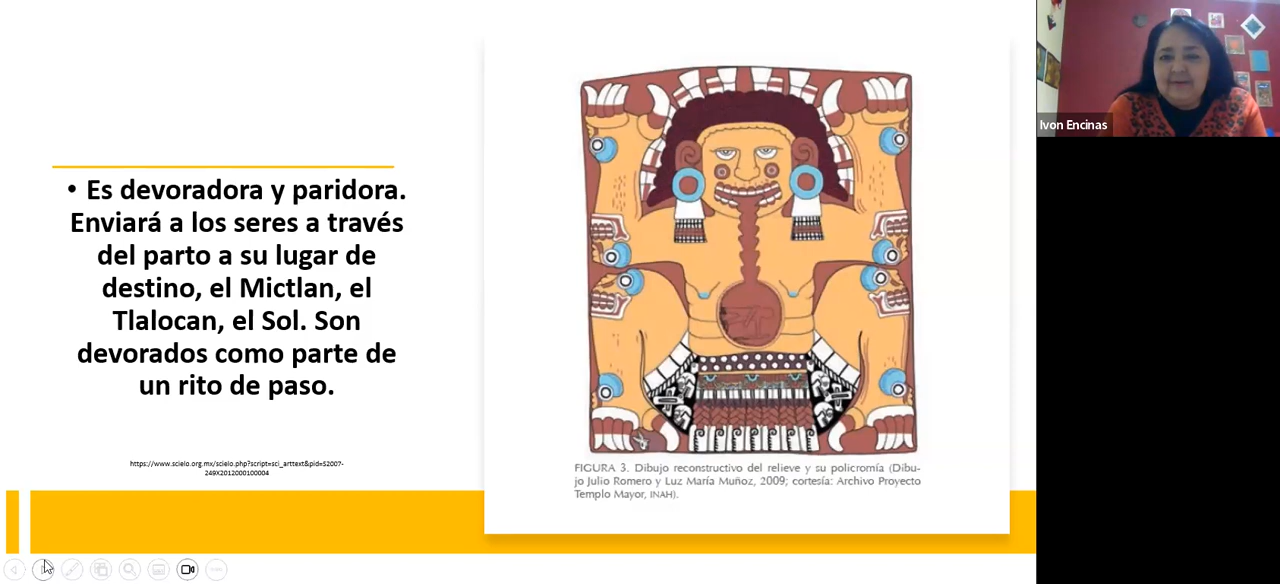 • Es devoradora y paridora.
Enviará a los seres a través
del parto a su lugar de
destino, el Mictlan, el
Tlalocan, el Sol. Son
devorados como parte de
un rito de paso.
https://www.scielo.org.mx/scielo.php?script=sci_arttext&pid=S2007-
249X2012000100004
FIGURA 3. Dibujo reconstructivo del relieve y su policromía (Dibu-
jo Julio Romero y Luz María Muñoz, 2009; cortesía: Archivo Proyecto
Templo Mayor, INAH).
Ivon Encinas